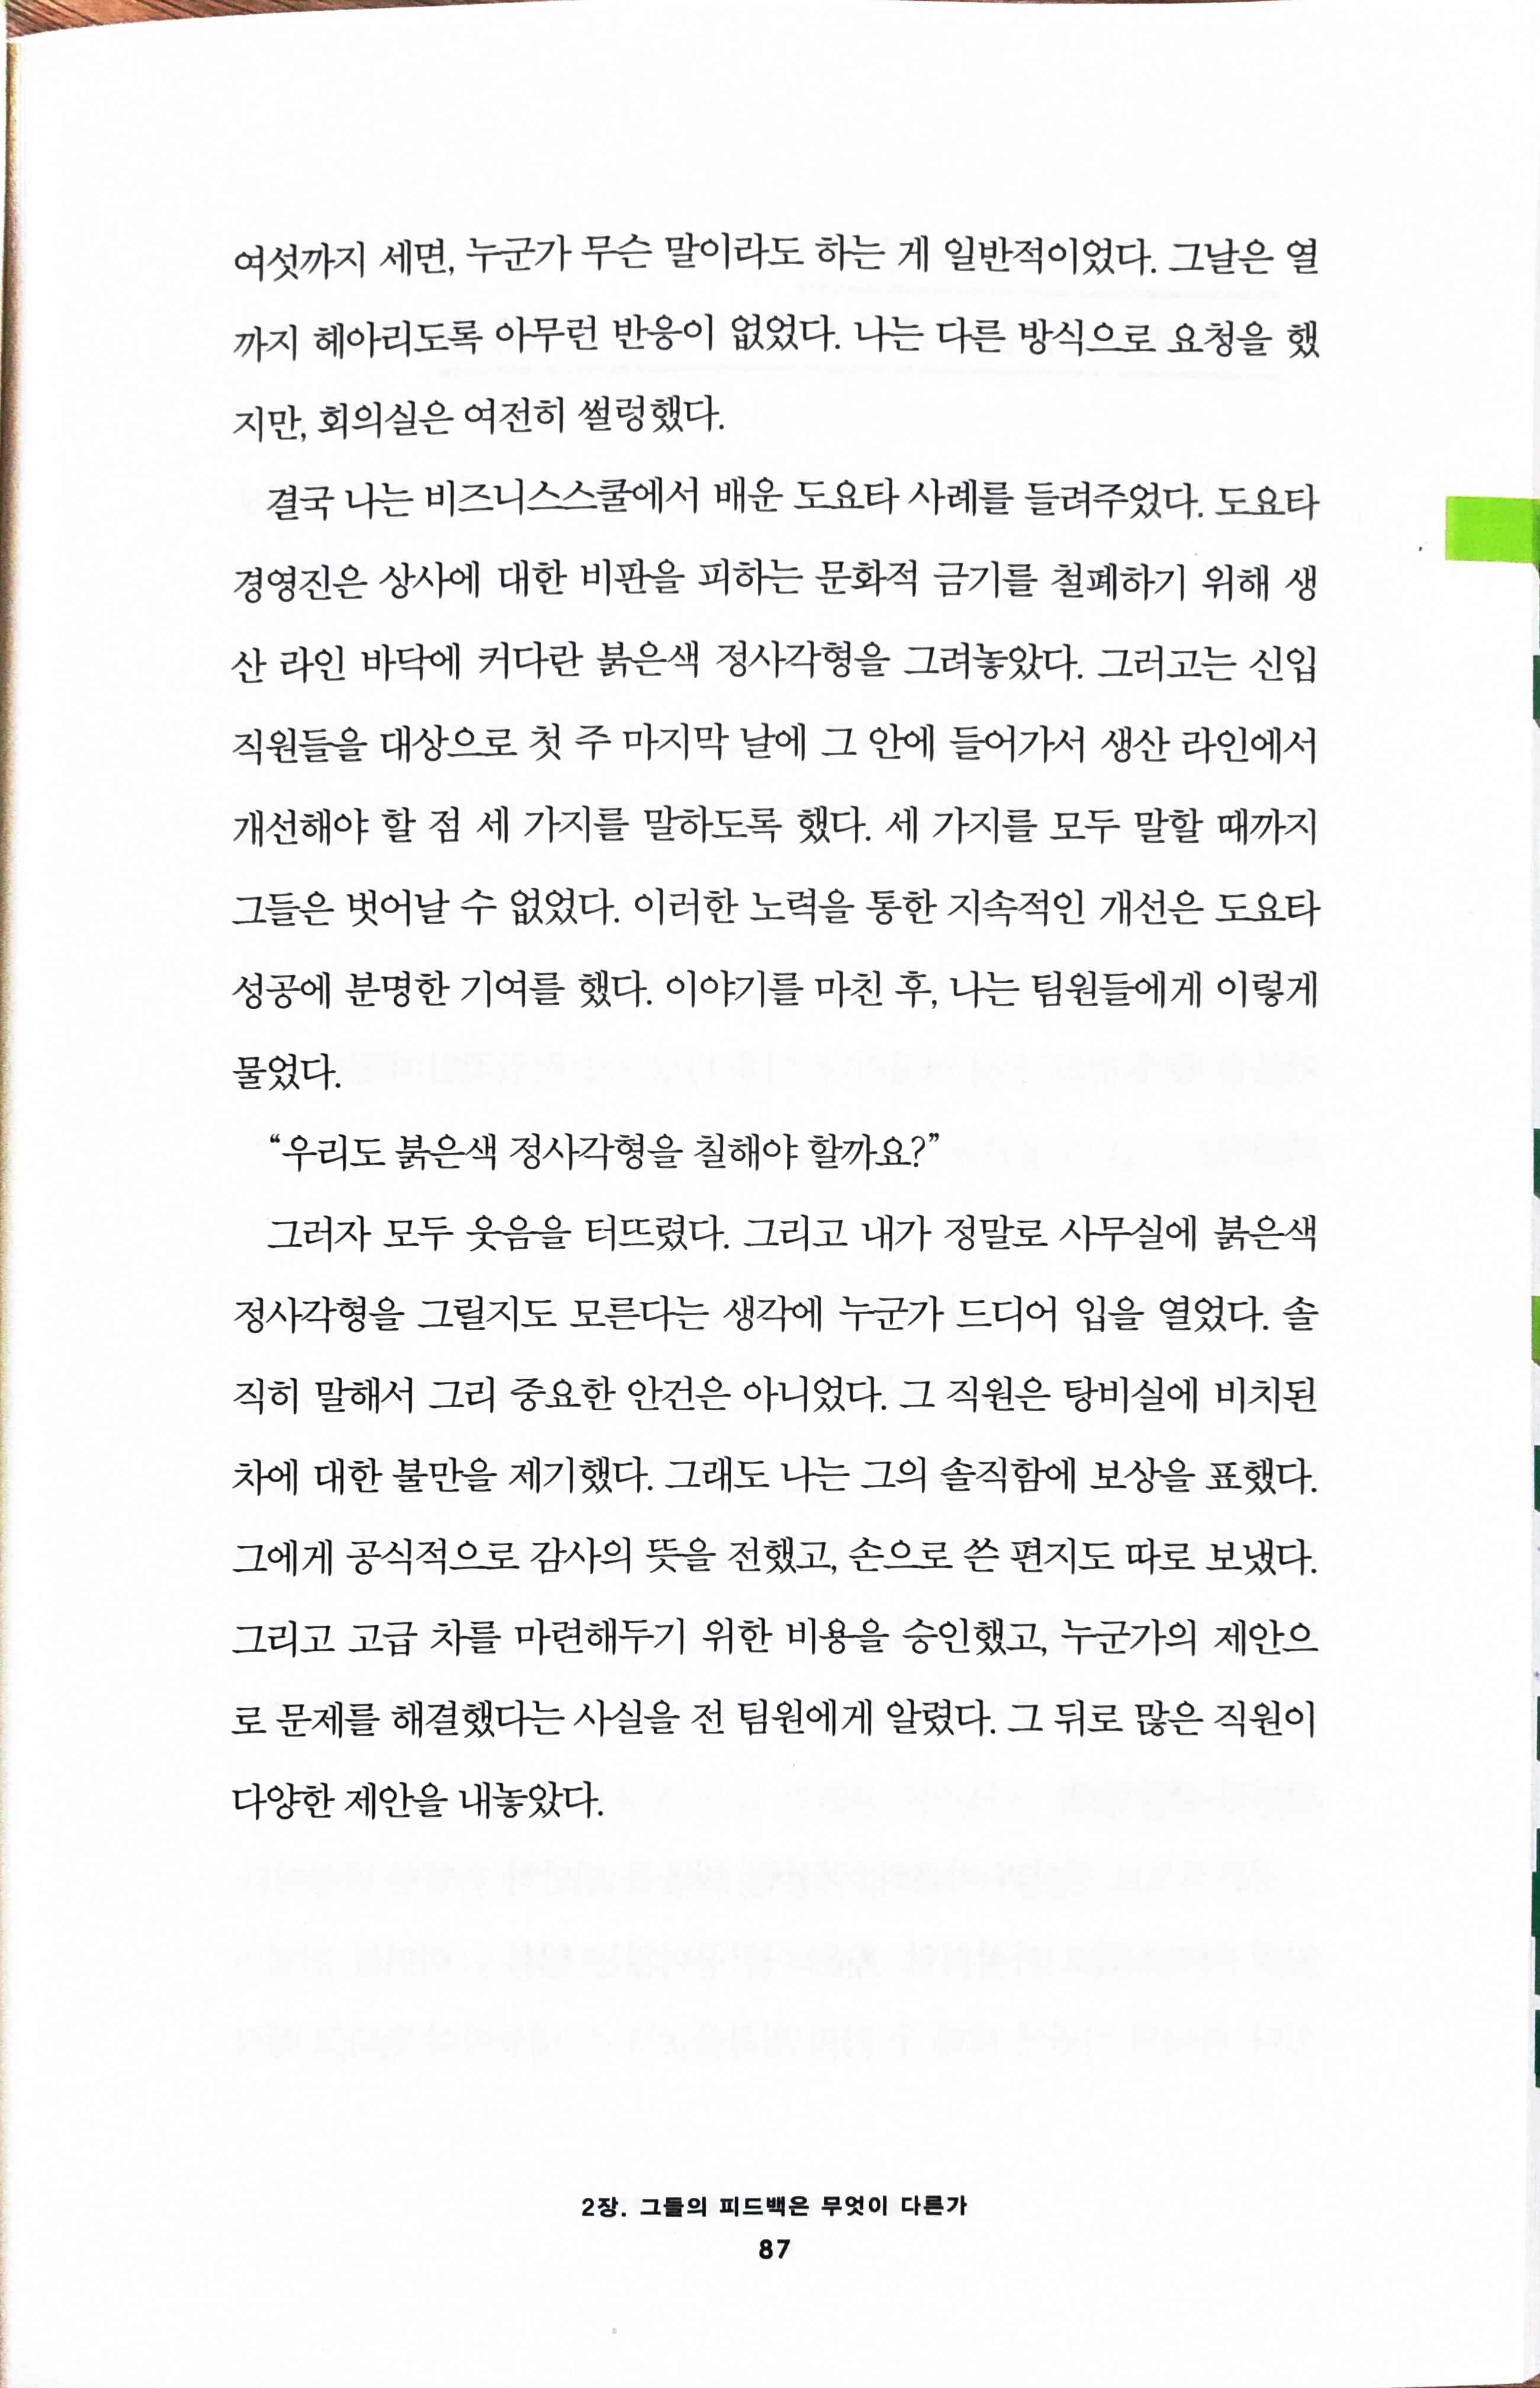 여섯까지 세면, 누군가 무슨 말이라도 하는 게 일반적이었다. 그날은 열
까지 헤아리도록 아무런 반응이 없었다. 나는 다른 방식으로 요청을 했
지만, 회의실은 여전히 썰렁했다.
결국 나는 비즈니스스쿨에서 배운 도요타 사례를 들려주었다. 도요타
경영진은 상사에 대한 비판을 피하는 문화적 금기를 철폐하기 위해 생
산 라인 바닥에 커다란 붉은색 정사각형을 그려놓았다. 그러고는 신입
직원들을 대상으로 첫 주 마지막 날에 그 안에 들어가서 생산 라인에서
개선해야 할 점 세 가지를 말하도록 했다. 세 가지를 모두 말할 때까지
그들은 벗어날 수 없었다. 이러한 노력을 통한 지속적인 개선은 도요타
성공에 분명한 기여를 했다. 이야기를 마친 후, 나는 팀원들에게 이렇게
물었다.
“우리도 붉은색 정사각형을 칠해야 할까요?”
그러자 모두 웃음을 터뜨렸다. 그리고 내가 정말로 사무실에 붉은색
정사각형을 그릴지도 모른다는 생각에 누군가 드디어 입을 열었다. 솔
직히 말해서 그리 중요한 안건은 아니었다. 그 직원은 탕비실에 비치된
차에 대한 불만을 제기했다. 그래도 나는 그의 솔직함에 보상을 표했다.
그에게 공식적으로 감사의 뜻을 전했고, 손으로 쓴 편지도 따로 보냈다.
그리고 고급 차를 마련해두기 위한 비용을 승인했고, 누군가의 제안으
로 문제를 해결했다는 사실을 전 팀원에게 알렸다. 그 뒤로 많은 직원이
다양한 제안을 내놓았다.
2장. 그들의 피드백은 무엇이 다른가
87